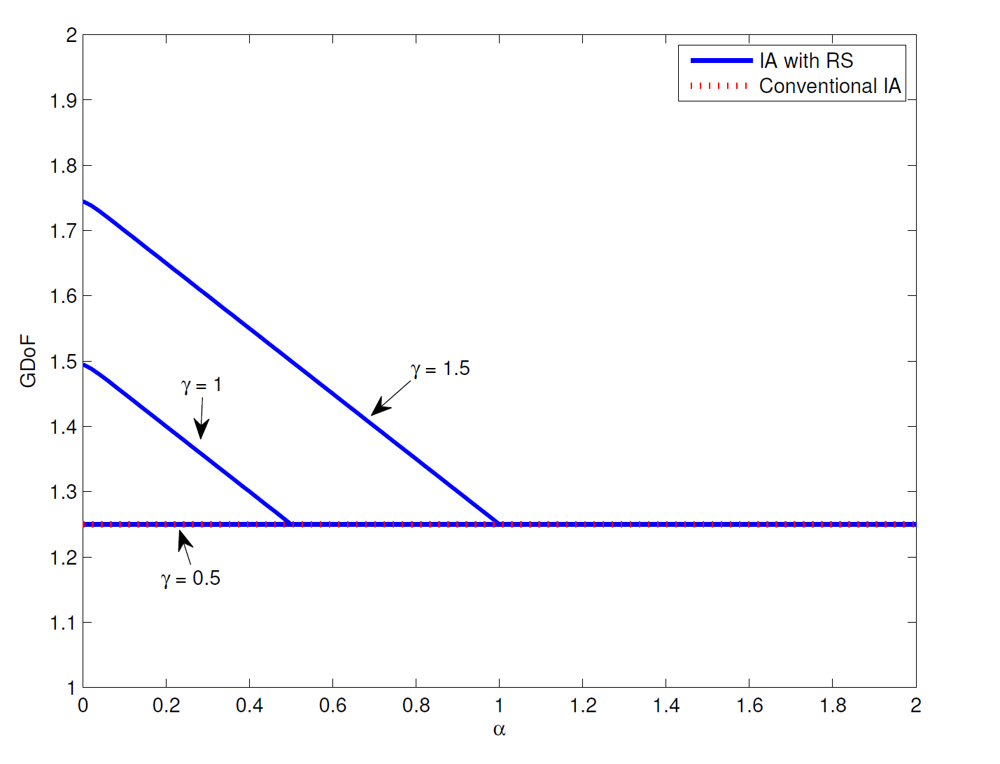 2
1.9
1.8
1.7
1.6
1.5
1.4
1.3
1.2
1.1
1
GDoF
IA with RS
Conventional IA
γ = 1.5
γ = 1
γ = 0.5
0 0.2 0.4 0.6 0.8 1 1.2 1.4 1.6 1.8 2
α